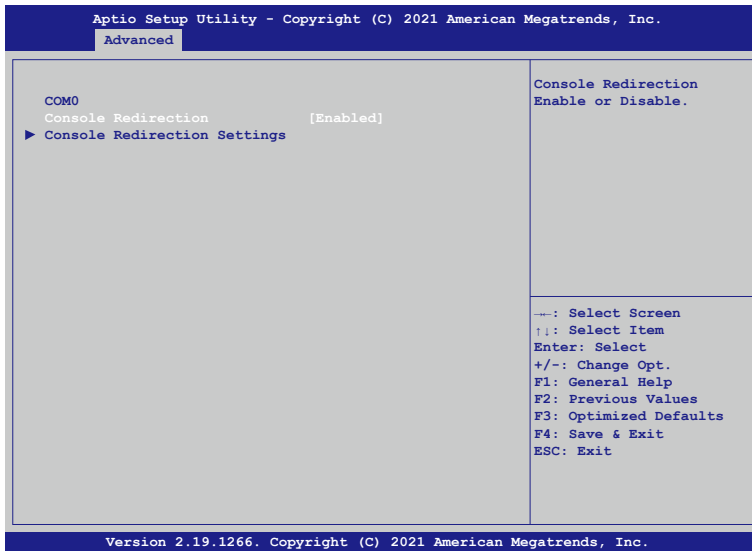 Aptio Setup Utility - Copyright (C) 2021 American Megatrends, Inc.
Advanced
COM0
Console Redirection [Enabled]
► Console Redirection Settings
Console Redirection
Enable or Disable.
→←: Select Screen
↑↓: Select Item
Enter: Select
+/-: Change Opt.
F1: General Help
F2: Previous Values
F3: Optimized Defaults
F4: Save & Exit
ESC: Exit
Version 2.19.1266. Copyright (C) 2021 American Megatrends, Inc.